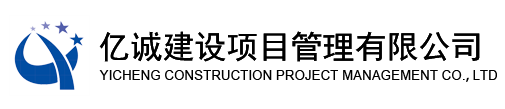 亿诚建设项目管理有限公司
YICHENG CONSTRUCTION PROJECT MANAGEMENT CO., LTD